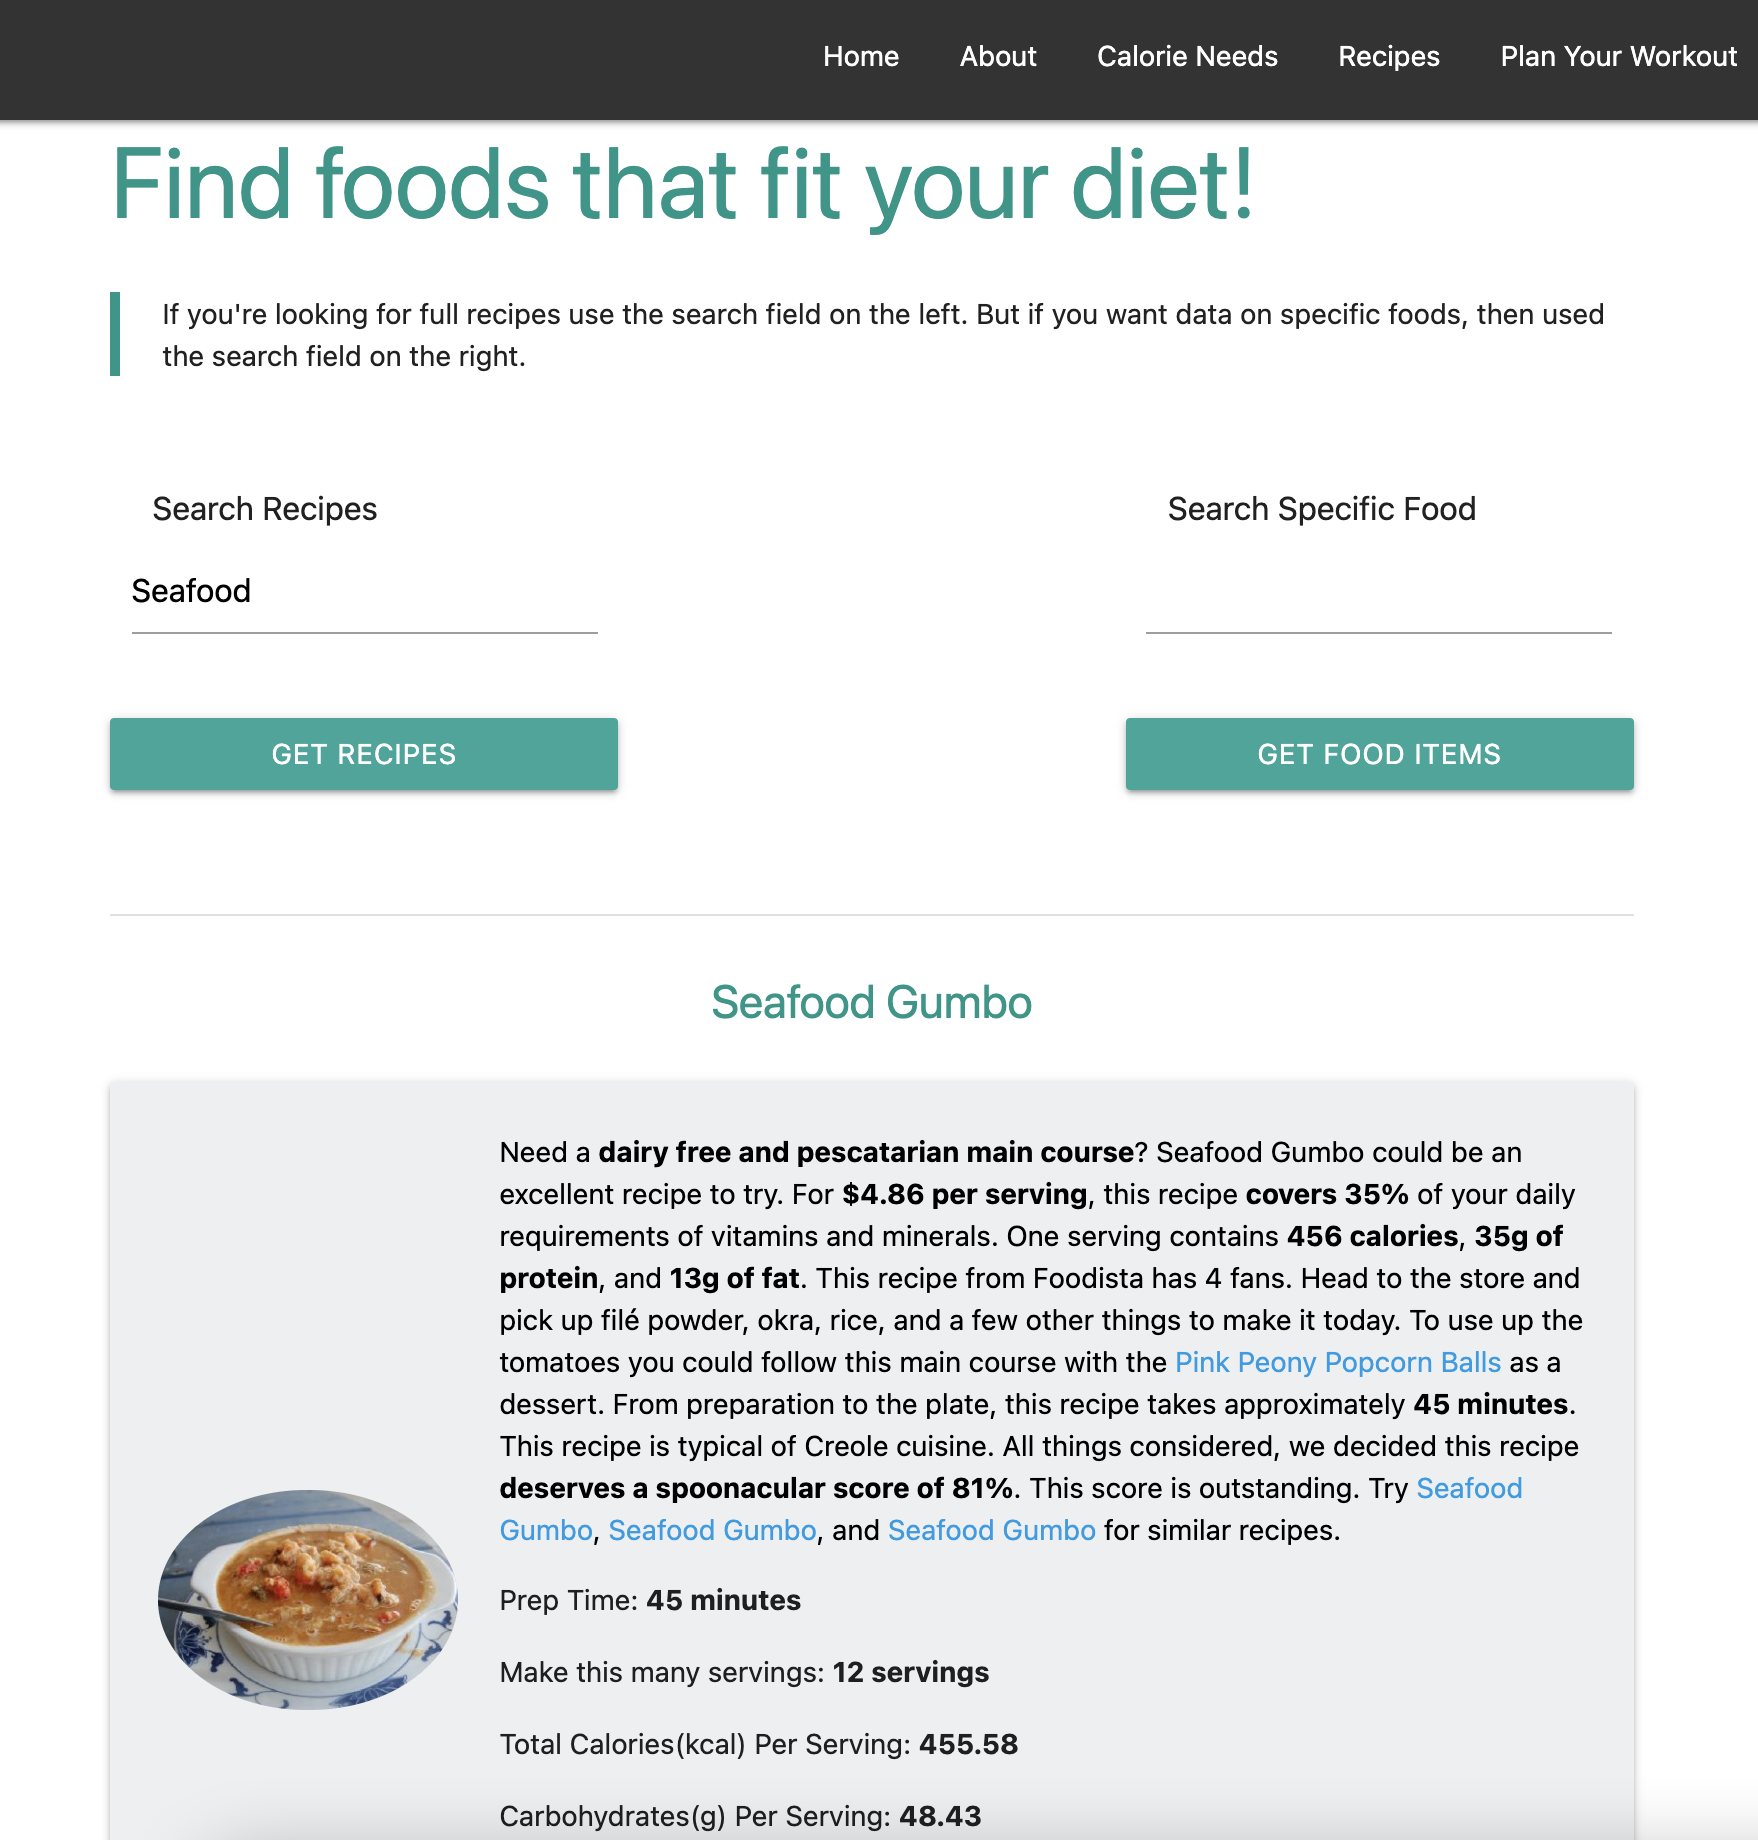 Home About Calorie Needs Recipes Plan Your Workout
Find foods that fit your diet!
If you're looking for full recipes use the search field on the left. But if you want data on specific foods, then used
the search field on the right.
Search Recipes
Seafood
GET RECIPES
Search Specific Food
GET FOOD ITEMS
Seafood Gumbo
Need a dairy free and pescatarian main course? Seafood Gumbo could be an
excellent recipe to try. For $4.86 per serving, this recipe covers 35% of your daily
requirements of vitamins and minerals. One serving contains 456 calories, 35g of
protein, and 13g of fat. This recipe from Foodista has 4 fans. Head to the store and
pick up filé powder, okra, rice, and a few other things to make it today. To use up the
tomatoes you could follow this main course with the Pink Peony Popcorn Balls as a
dessert. From preparation to the plate, this recipe takes approximately 45 minutes.
This recipe is typical of Creole cuisine. All things considered, we decided this recipe
deserves a spoonacular score of 81%. This score is outstanding. Try Seafood
Gumbo, Seafood Gumbo, and Seafood Gumbo for similar recipes.
Prep Time: 45 minutes
Make this many servings: 12 servings
Total Calories(kcal) Per Serving: 455.58
Carbohydrates(g) Per Serving: 48.43